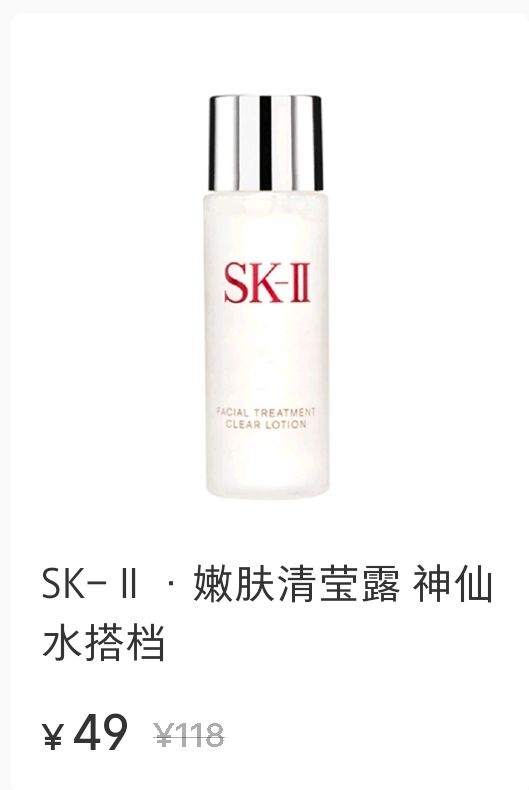 SK-II
FACIAL TREATMENT
CLEAR LOTION
SK- II · 嫩肤清莹露 神仙
水搭档
¥49 ¥118